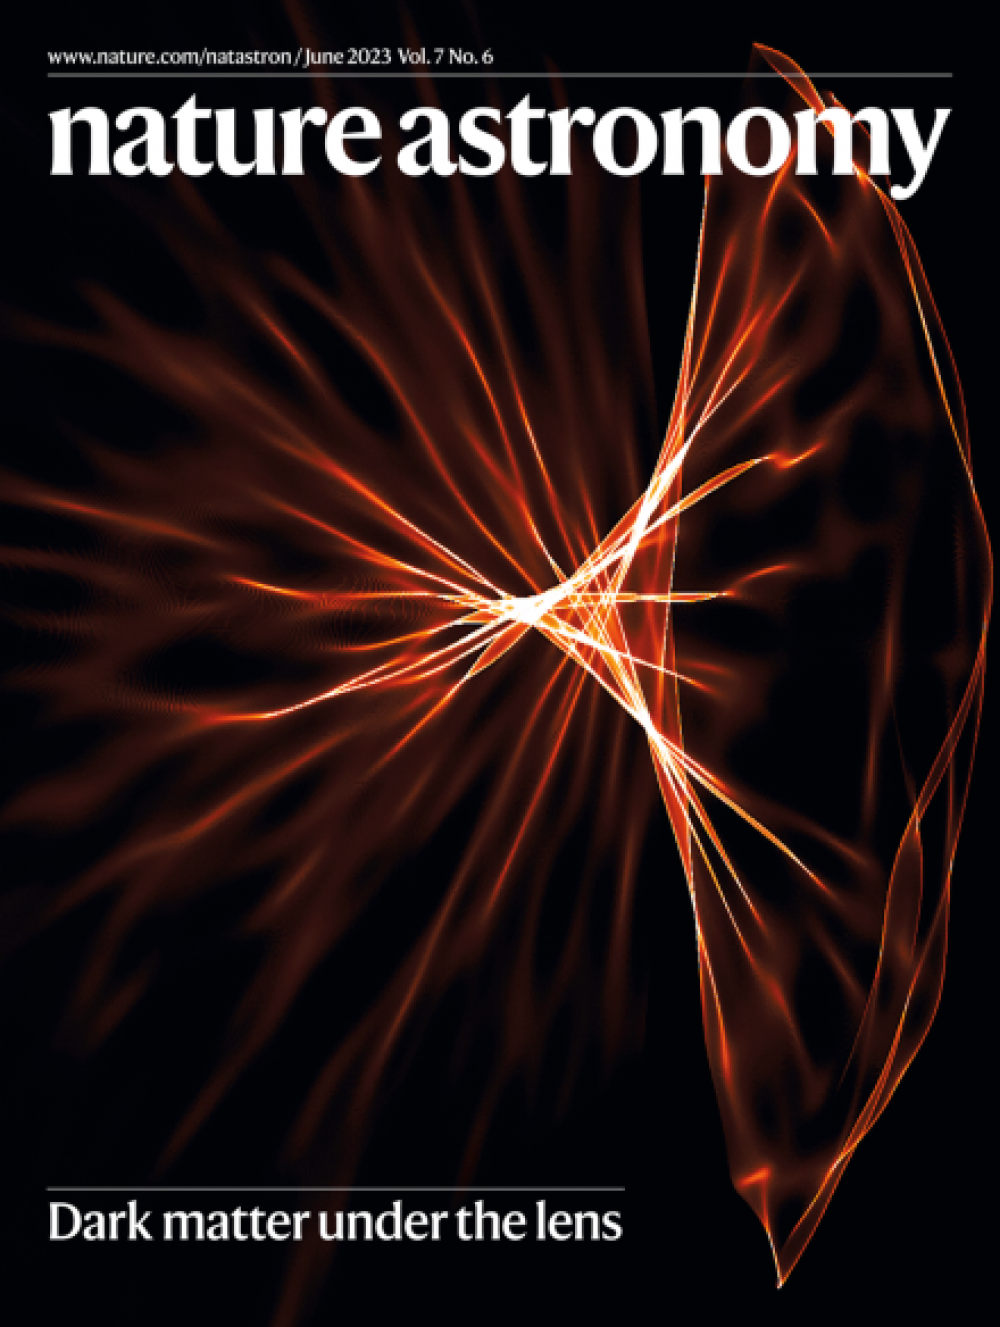 www.nature.com/natastron / June 2023 Vol. 7 No. 6
nature astronomy
Dark matter under the lens